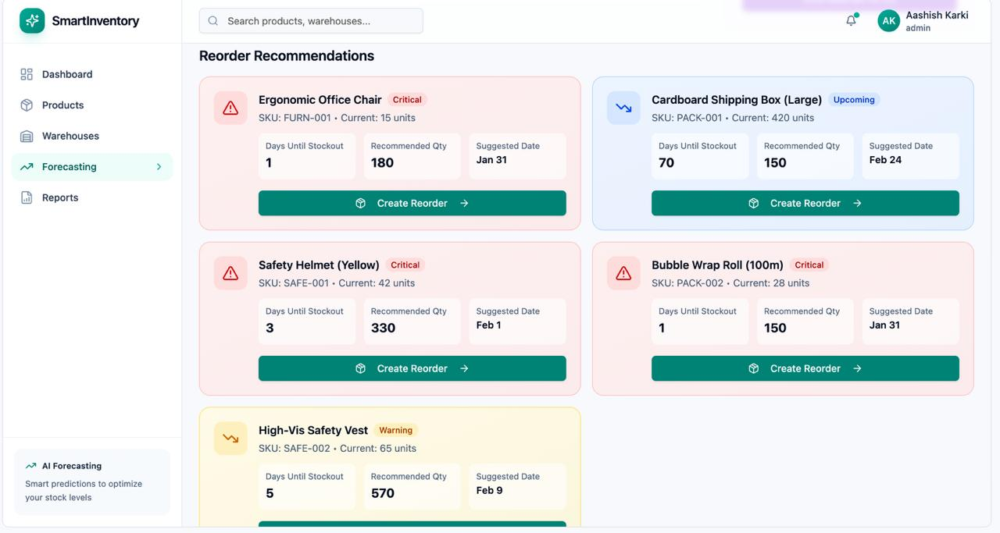 SmartInventory
Search products, warehouses...
AK
Aashish Karki
admin
Dashboard
Products
Warehouses
Forecasting
Reports
AI Forecasting
Smart predictions to optimize
your stock levels
Reorder Recommendations
Ergonomic Office Chair Critical
SKU: FURN-001 • Current: 15 units
Days Until Stockout Recommended Qty Suggested Date
1 180 Jan 31
Create Reorder
Cardboard Shipping Box (Large) Upcoming
SKU: PACK-001 • Current: 420 units
Days Until Stockout Recommended Qty Suggested Date
70 150 Feb 24
Create Reorder
Safety Helmet (Yellow) Critical
SKU: SAFE-001 • Current: 42 units
Days Until Stockout Recommended Qty Suggested Date
3 330 Feb 1
Create Reorder
Bubble Wrap Roll (100m) Critical
SKU: PACK-002 • Current: 28 units
Days Until Stockout Recommended Qty Suggested Date
1 150 Jan 31
Create Reorder
High-Vis Safety Vest Warning
SKU: SAFE-002 • Current: 65 units
Days Until Stockout Recommended Qty Suggested Date
5 570 Feb 9